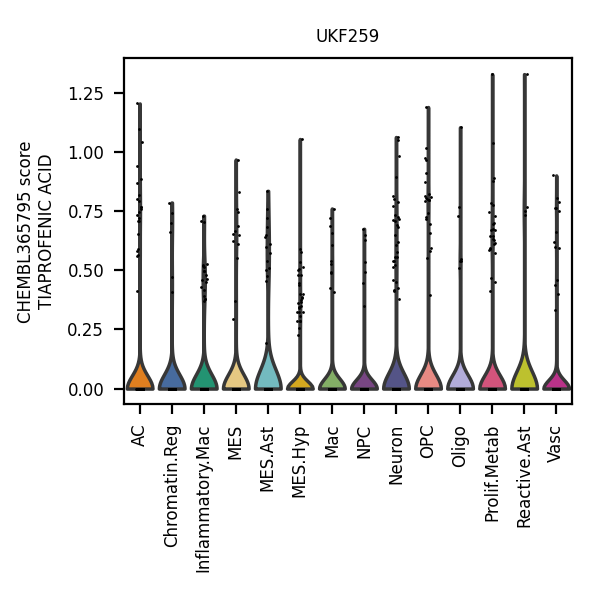 UKF259
CHEMBL365795 score
TIAPROFENIC ACID
1.25
1.00
0.75
0.50
0.25
0.00
AC
Chromatin.Reg
Inflammatory.Mac
MES
MES.Ast
MES.Hyp
Mac
NPC
Neuron
OPC
Oligo
Prolif.Metab
Reactive.Ast
Vasc